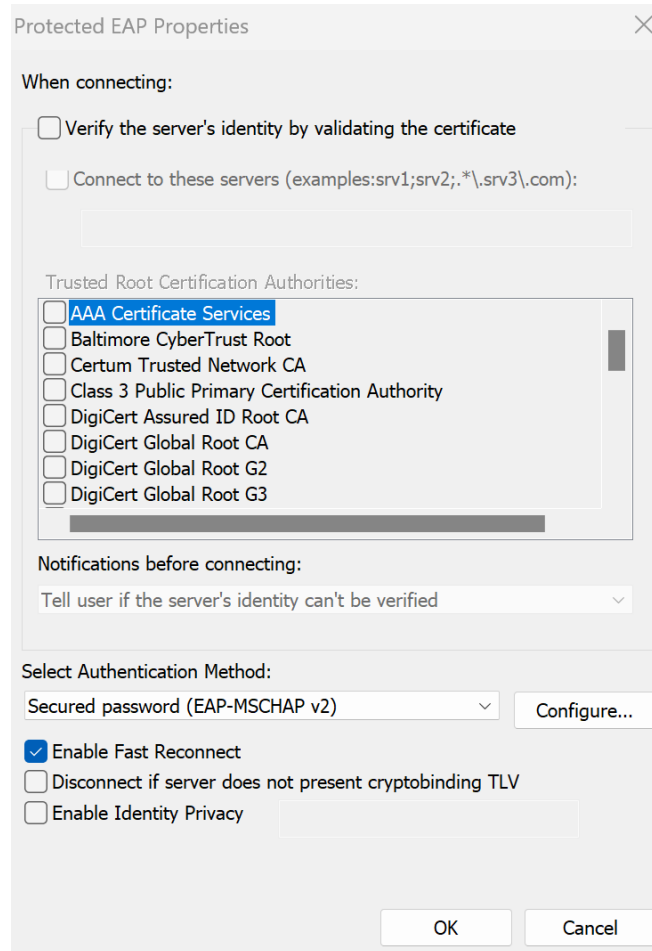 Protected EAP Properties
When connecting:
Verify the server's identity by validating the certificate
Connect to these servers (examples:srv1;srv2;.*\.srv3\.com):
Trusted Root Certification Authorities:
AAA Certificate Services
Baltimore CyberTrust Root
Certum Trusted Network CA
Class 3 Public Primary Certification Authority
DigiCert Assured ID Root CA
DigiCert Global Root CA
DigiCert Global Root G2
DigiCert Global Root G3
Notifications before connecting:
Tell user if the server's identity can't be verified
Select Authentication Method:
Secured password (EAP-MSCHAP v2) Configure...
Enable Fast Reconnect
Disconnect if server does not present cryptobinding TLV
Enable Identity Privacy
OK Cancel